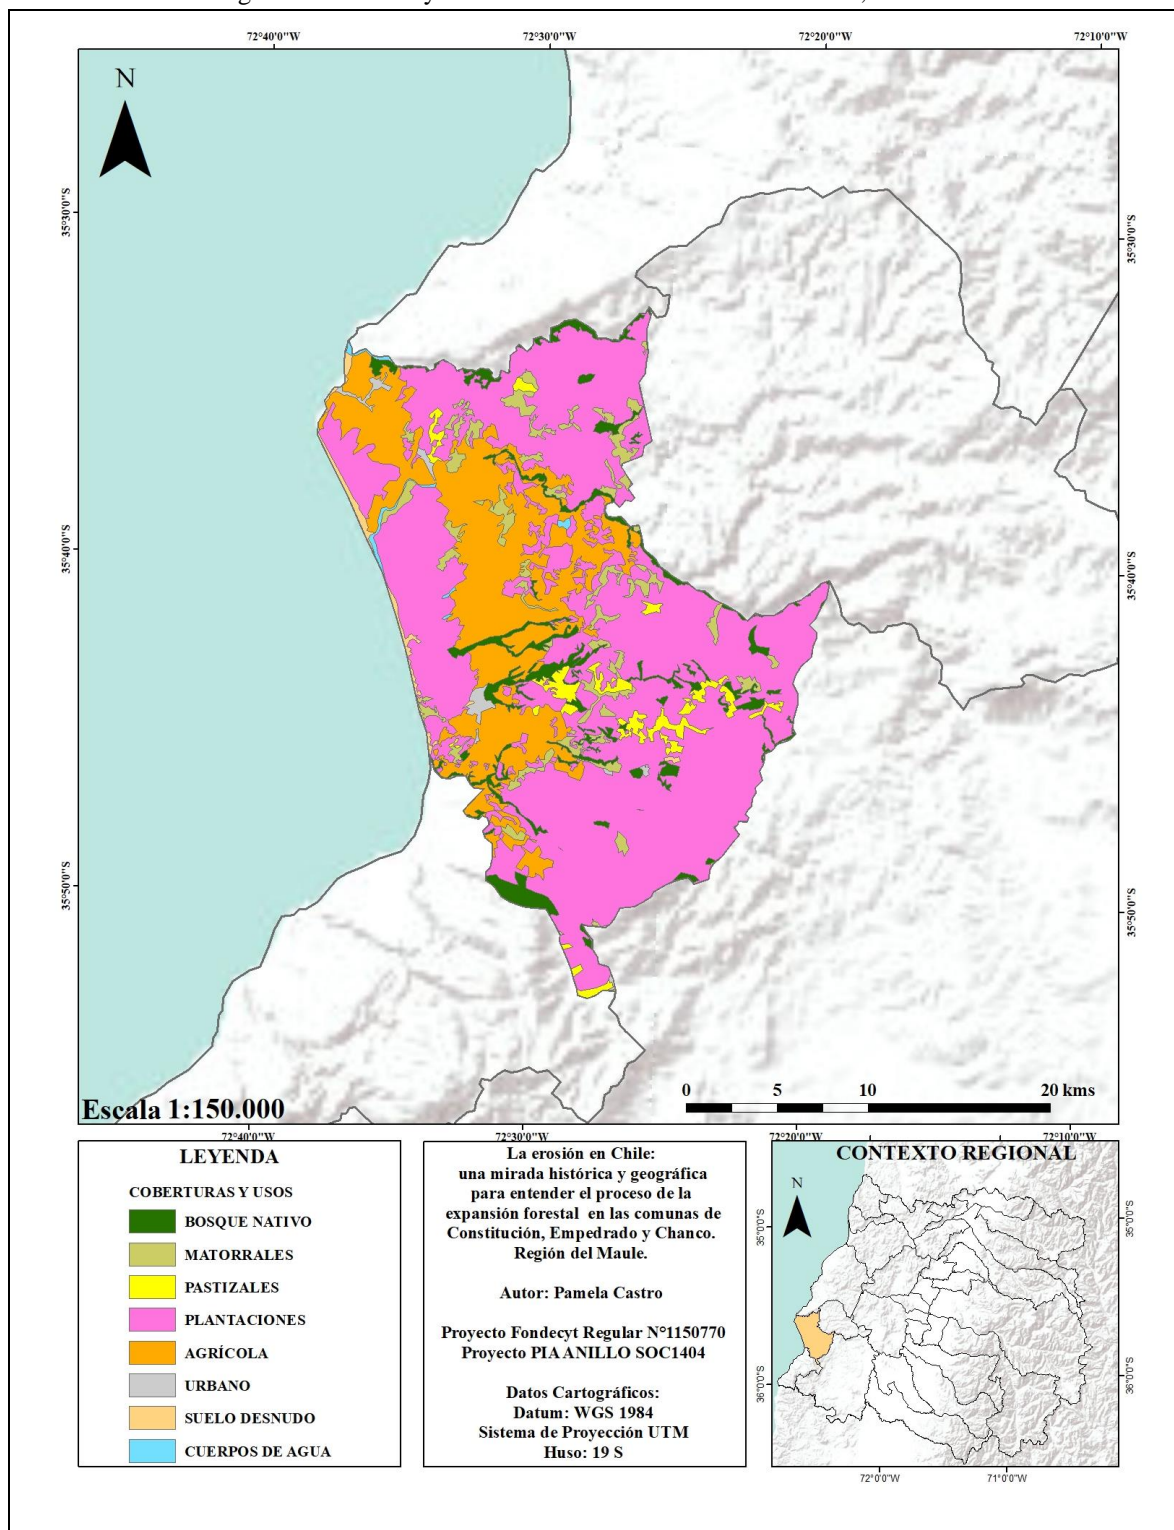 72°40'0"W 72°30'0"W 72°20'0"W 72°10'0"W
N
35°30'0"S
35°30'0"S
35°40'0"S
35°40'0"S
35°50'0"S
35°50'0"S
0 5 10 20 kms
Escala 1:150.000
72°40'0"W 72°30'0"W 72°20'0"W 72°10'0"W
LEYENDA
COBERTURAS Y USOS
BOSQUE NATIVO
MATORRALES
PASTIZALES
PLANTACIONES
AGRÍCOLA
URBANO
SUELO DESNUDO
CUERPOS DE AGUA
La erosión en Chile:
una mirada histórica y geográfica
para entender el proceso de la
expansión forestal en las comunas de
Constitución, Empedrado y Chanco.
Región del Maule.
Autor: Pamela Castro
Proyecto Fondecyt Regular N°1150770
Proyecto PIA ANILLO SOC1404
Datos Cartográficos:
Datum: WGS 1984
Sistema de Proyección UTM
Huso: 19 S
CONTEXTO REGIONAL
N
35°0'0"S
35°0'0"S
36°0'0"S
36°0'0"S
72°0'0"W 71°0'0"W